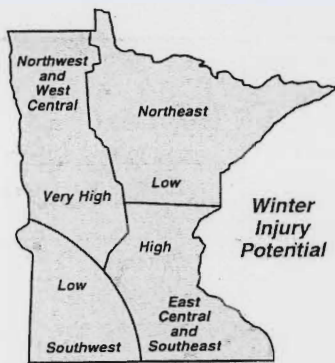 Northwest
and
West
Central
Northeast
Very High
Low
Winter
Injury
Potential
High
Low
Southwest
East
Central
and
Southeast